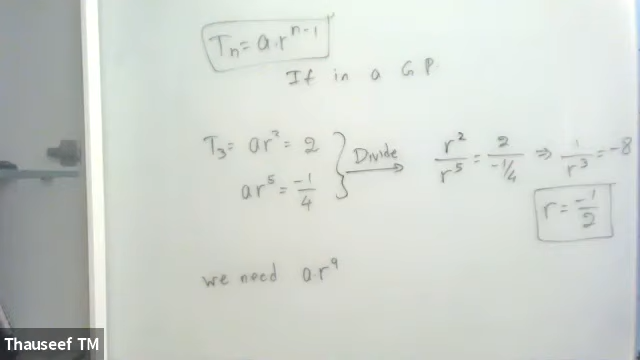 Tn = a.r^n-1
If in a G P
T3 = ar² = 2
Divide
r²/r⁵ = 2/-1/4 ⇒ 1/r³ = -8
ar⁵ = -1/4
r = -1/2
we need a.r⁹
Thauseef TM